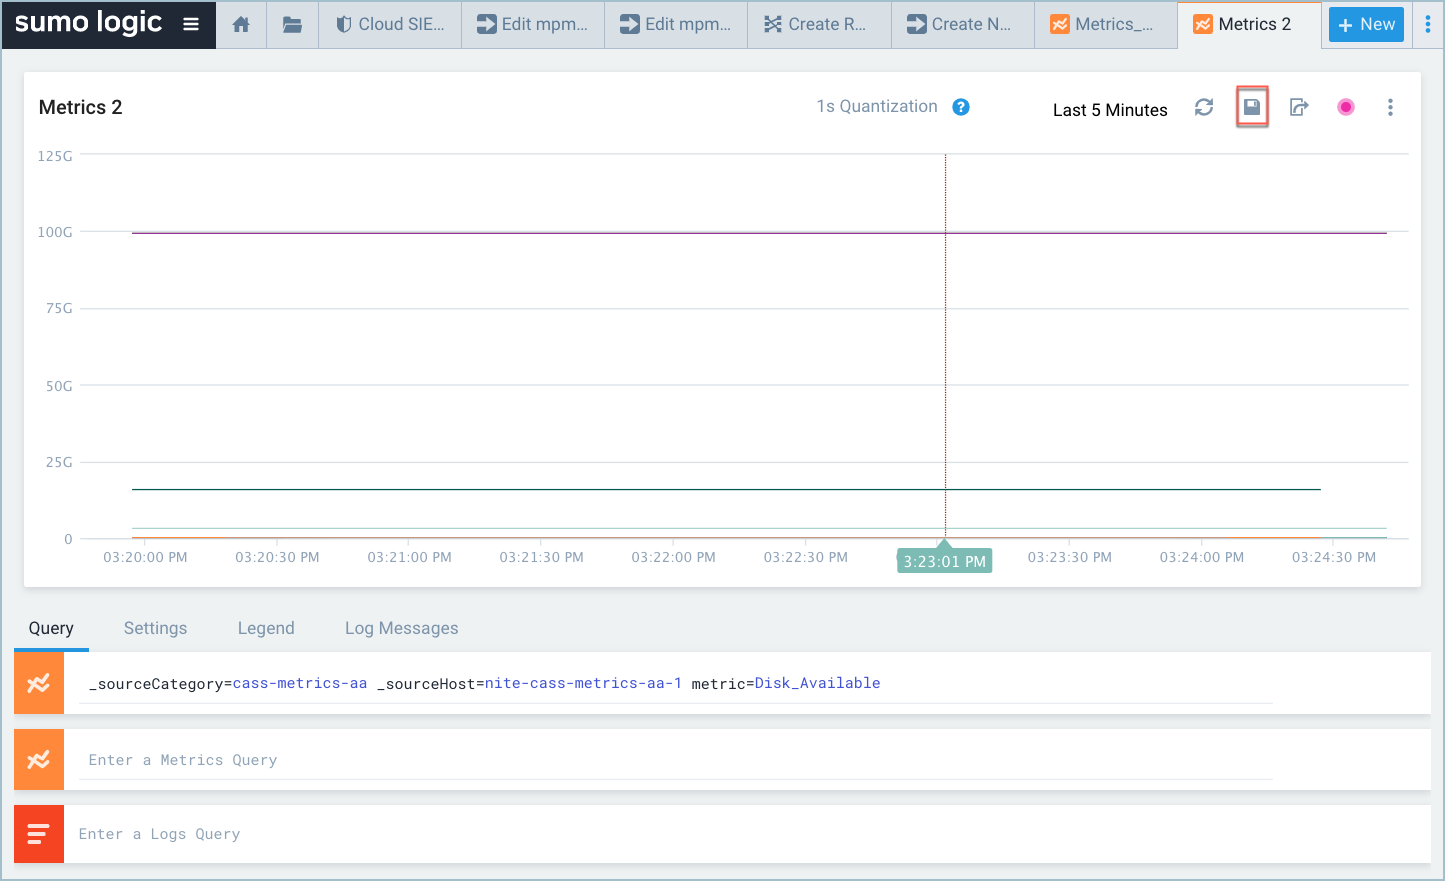 sumo logic
Cloud SIE...
Edit mpm...
Edit mpm...
Create R...
Create N...
Metrics_...
Metrics 2
+ New
Metrics 2
1s Quantization ?
Last 5 Minutes
125G
100G
75G
50G
25G
0
03:20:00 PM
03:20:30 PM
03:21:00 PM
03:21:30 PM
03:22:00 PM
03:22:30 PM
3:23:01 PM
03:23:30 PM
03:24:00 PM
03:24:30 PM
Query
Settings
Legend
Log Messages
_sourceCategory=cass-metrics-aa _sourceHost=nite-cass-metrics-aa-1 metric=Disk_Available
Enter a Metrics Query
Enter a Logs Query